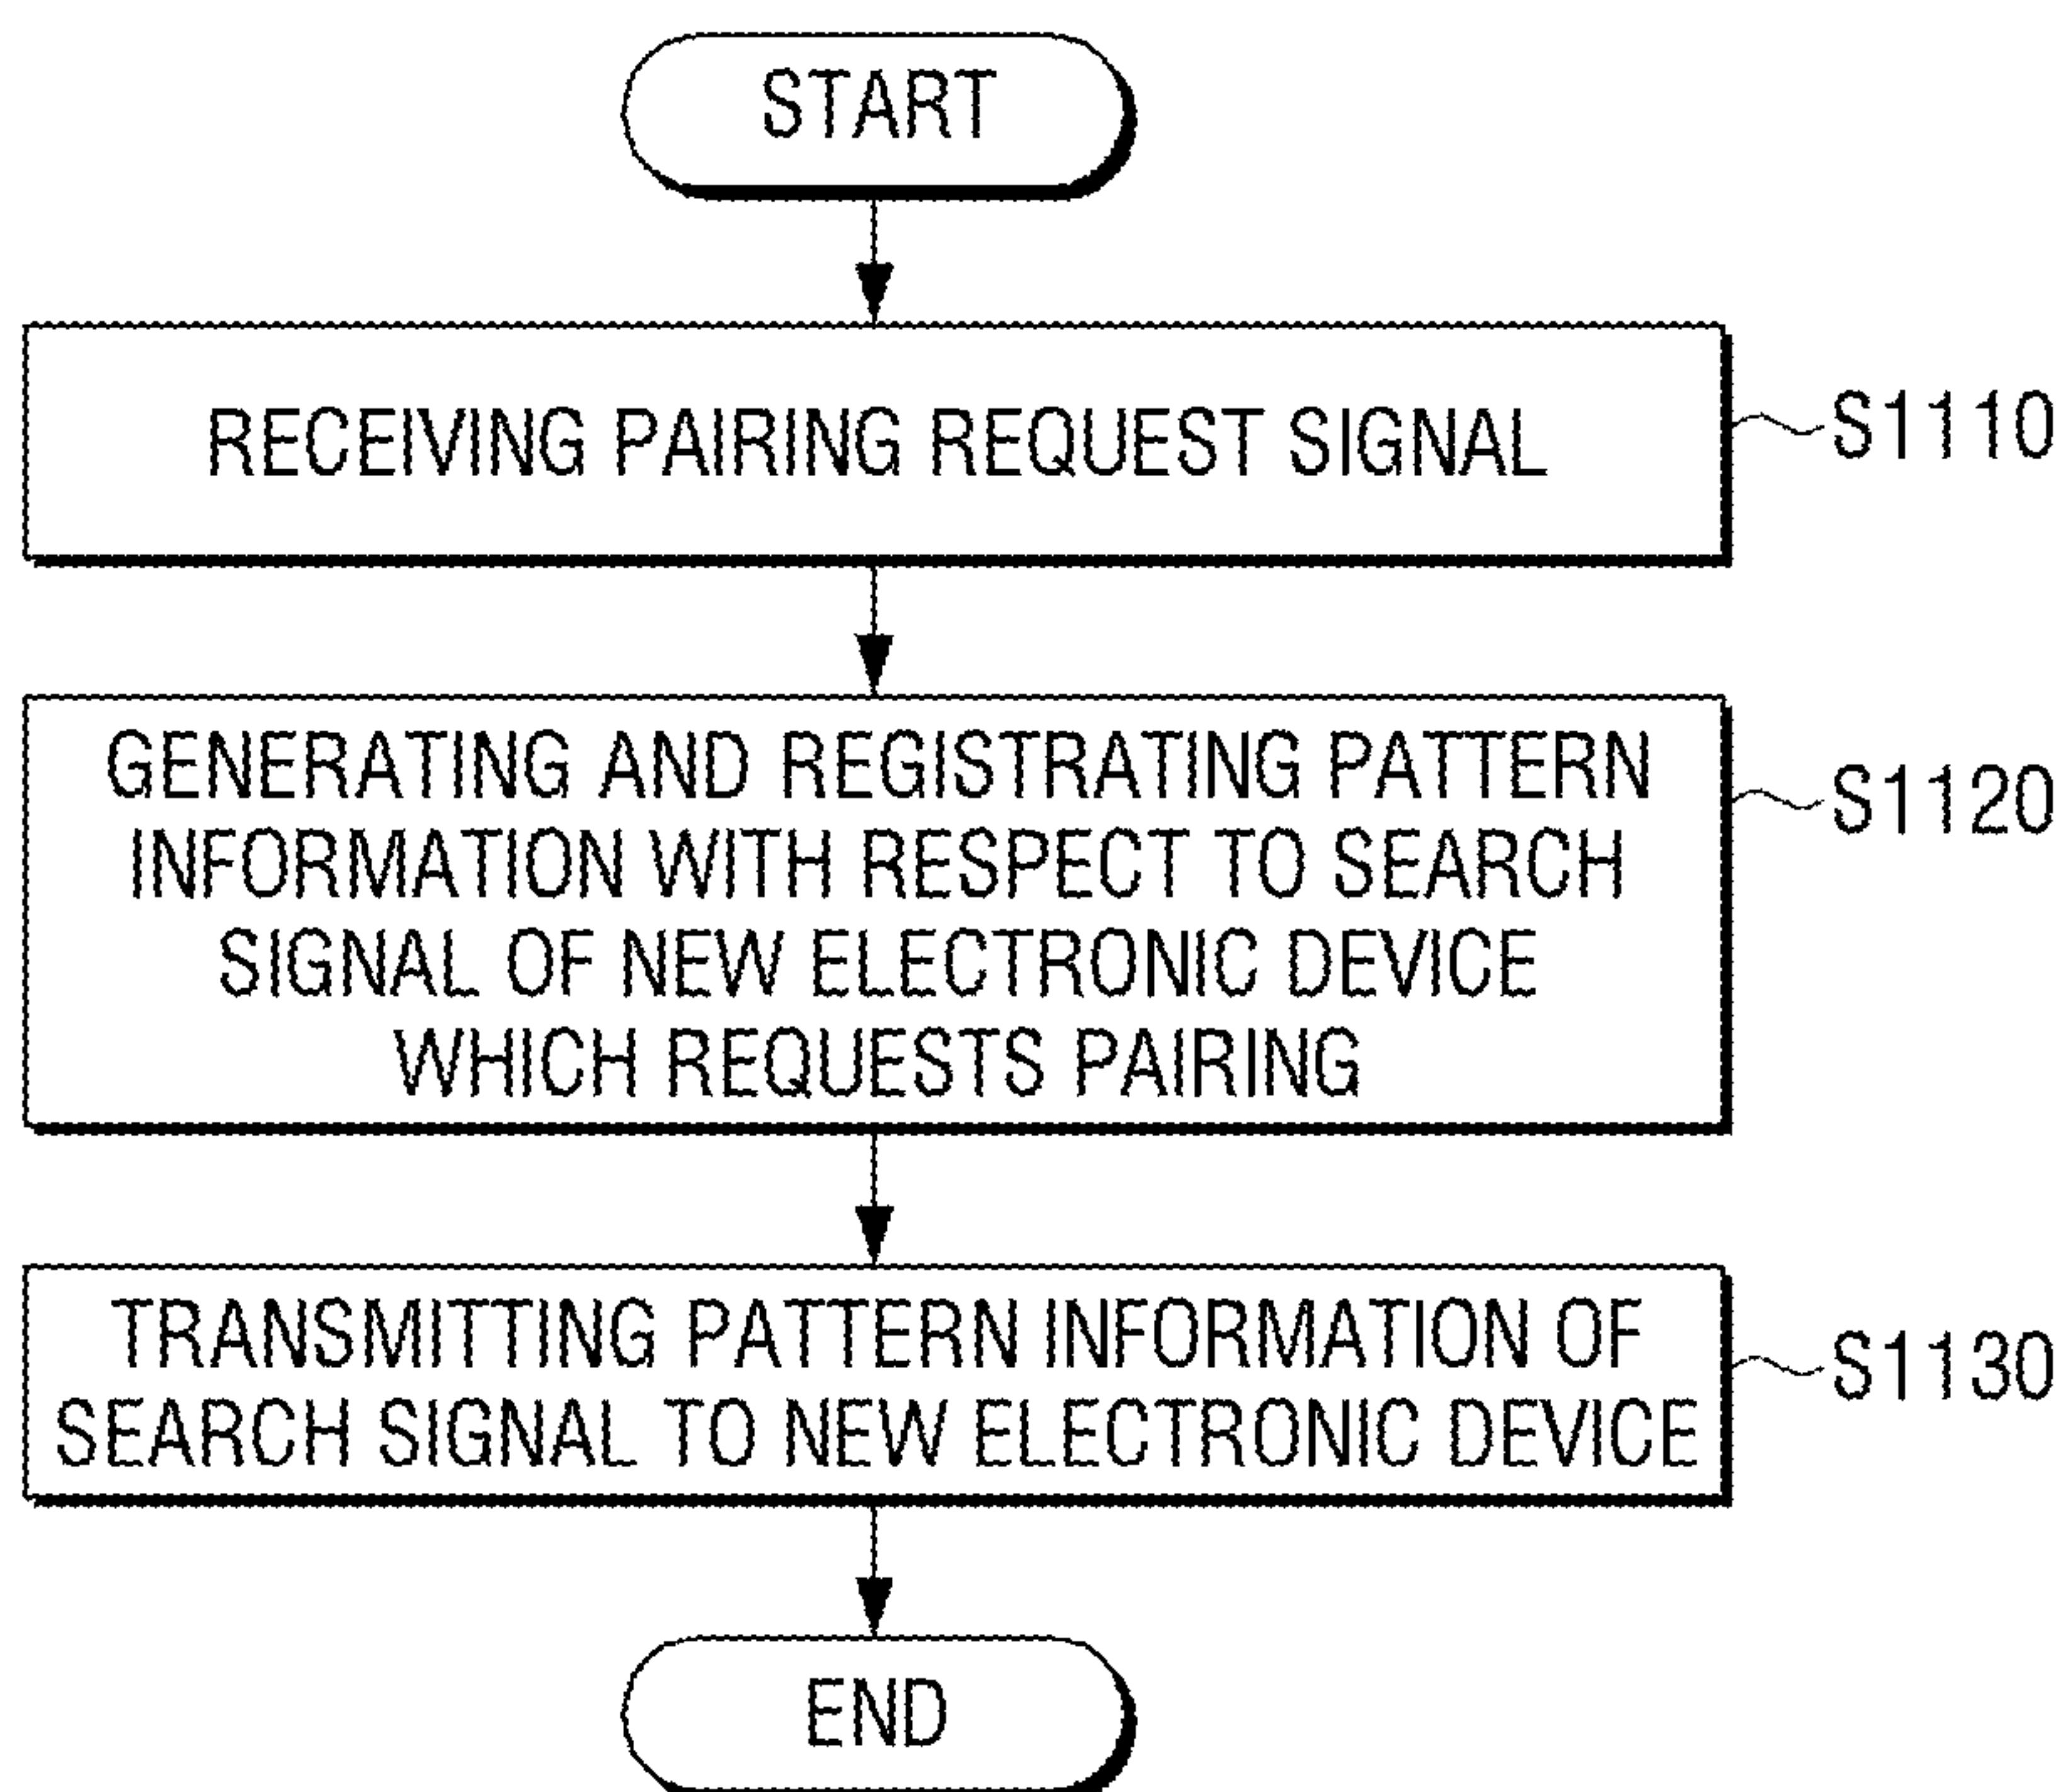 START
RECEIVING PAIRING REQUEST SIGNAL
S1110
GENERATING AND REGISTRATING PATTERN
INFORMATION WITH RESPECT TO SEARCH
SIGNAL OF NEW ELECTRONIC DEVICE
WHICH REQUESTS PAIRING
S1120
TRANSMITTING PATTERN INFORMATION OF
SEARCH SIGNAL TO NEW ELECTRONIC DEVICE
S1130
END